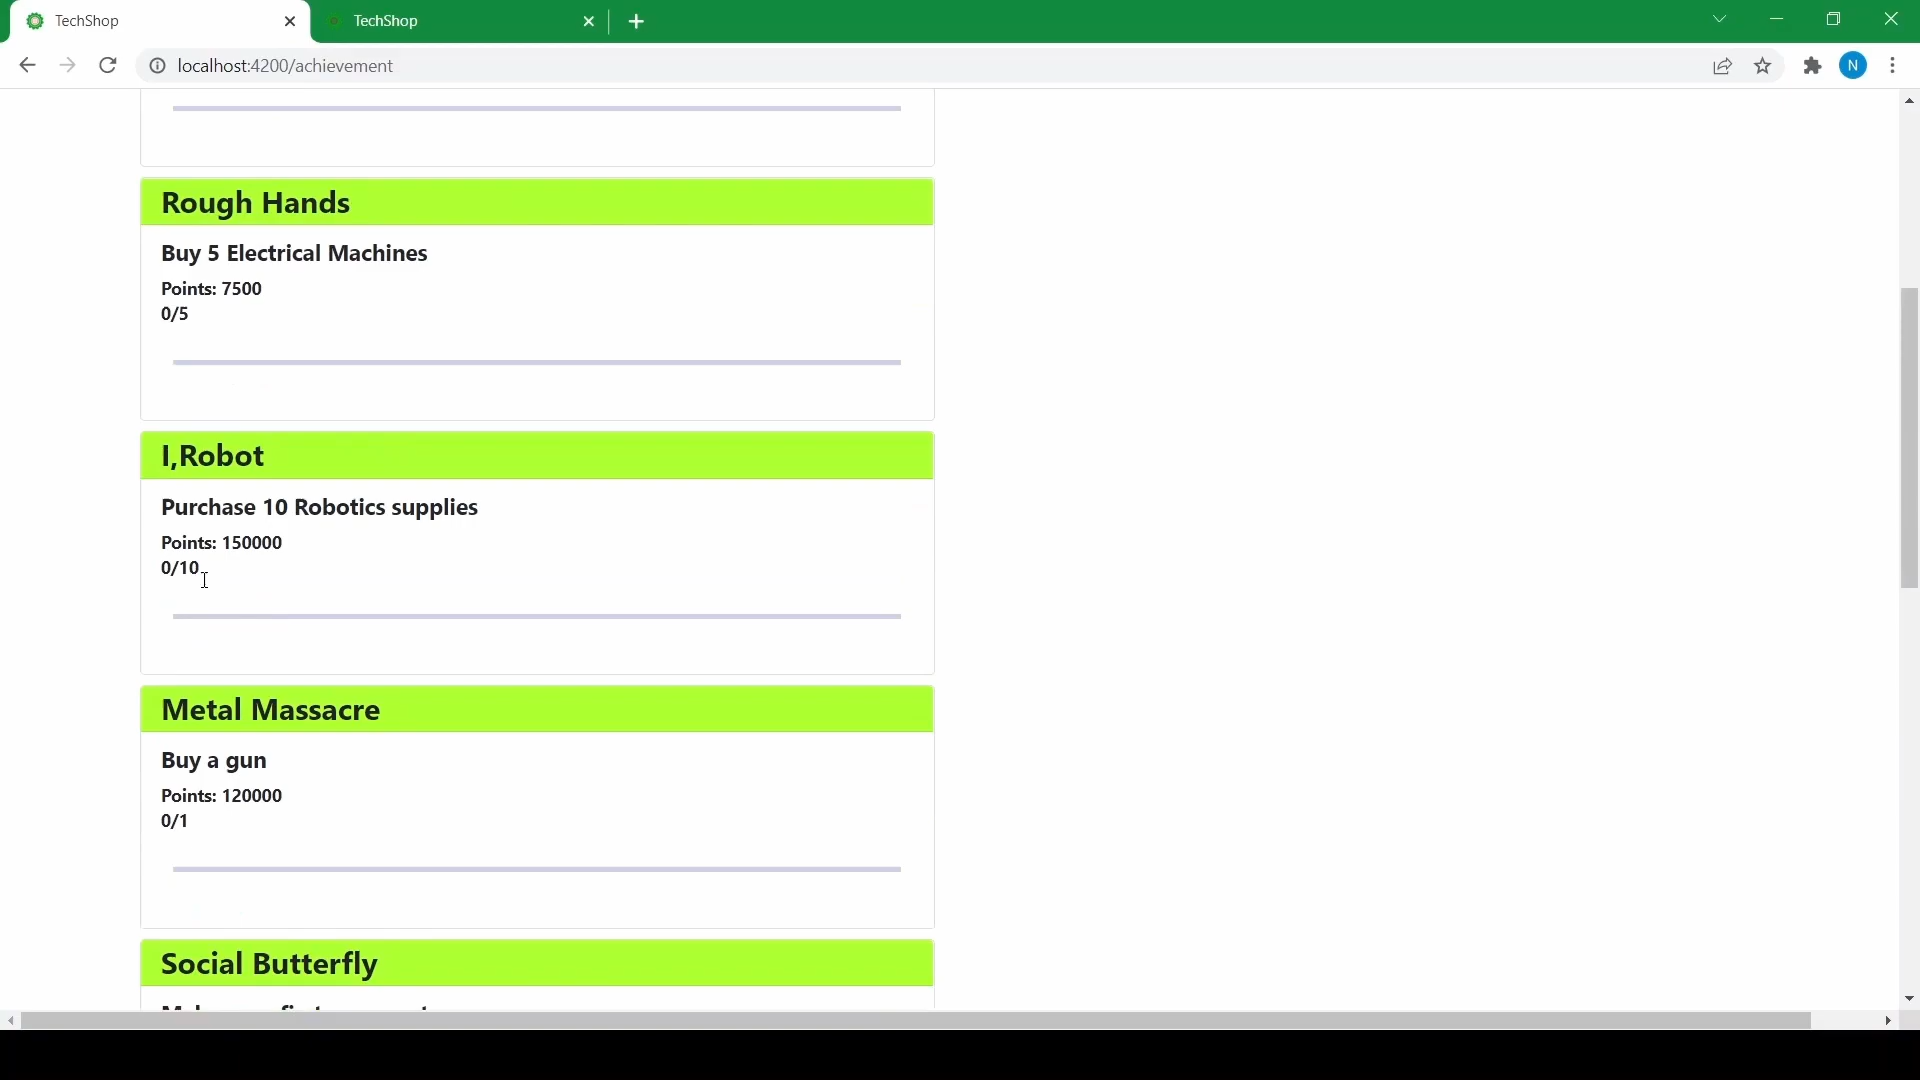 TechShop
TechShop
localhost:4200/achievement
N
Rough Hands
Buy 5 Electrical Machines
Points: 7500
0/5
I,Robot
Purchase 10 Robotics supplies
Points: 150000
0/10
Metal Massacre
Buy a gun
Points: 120000
0/1
Social Butterfly